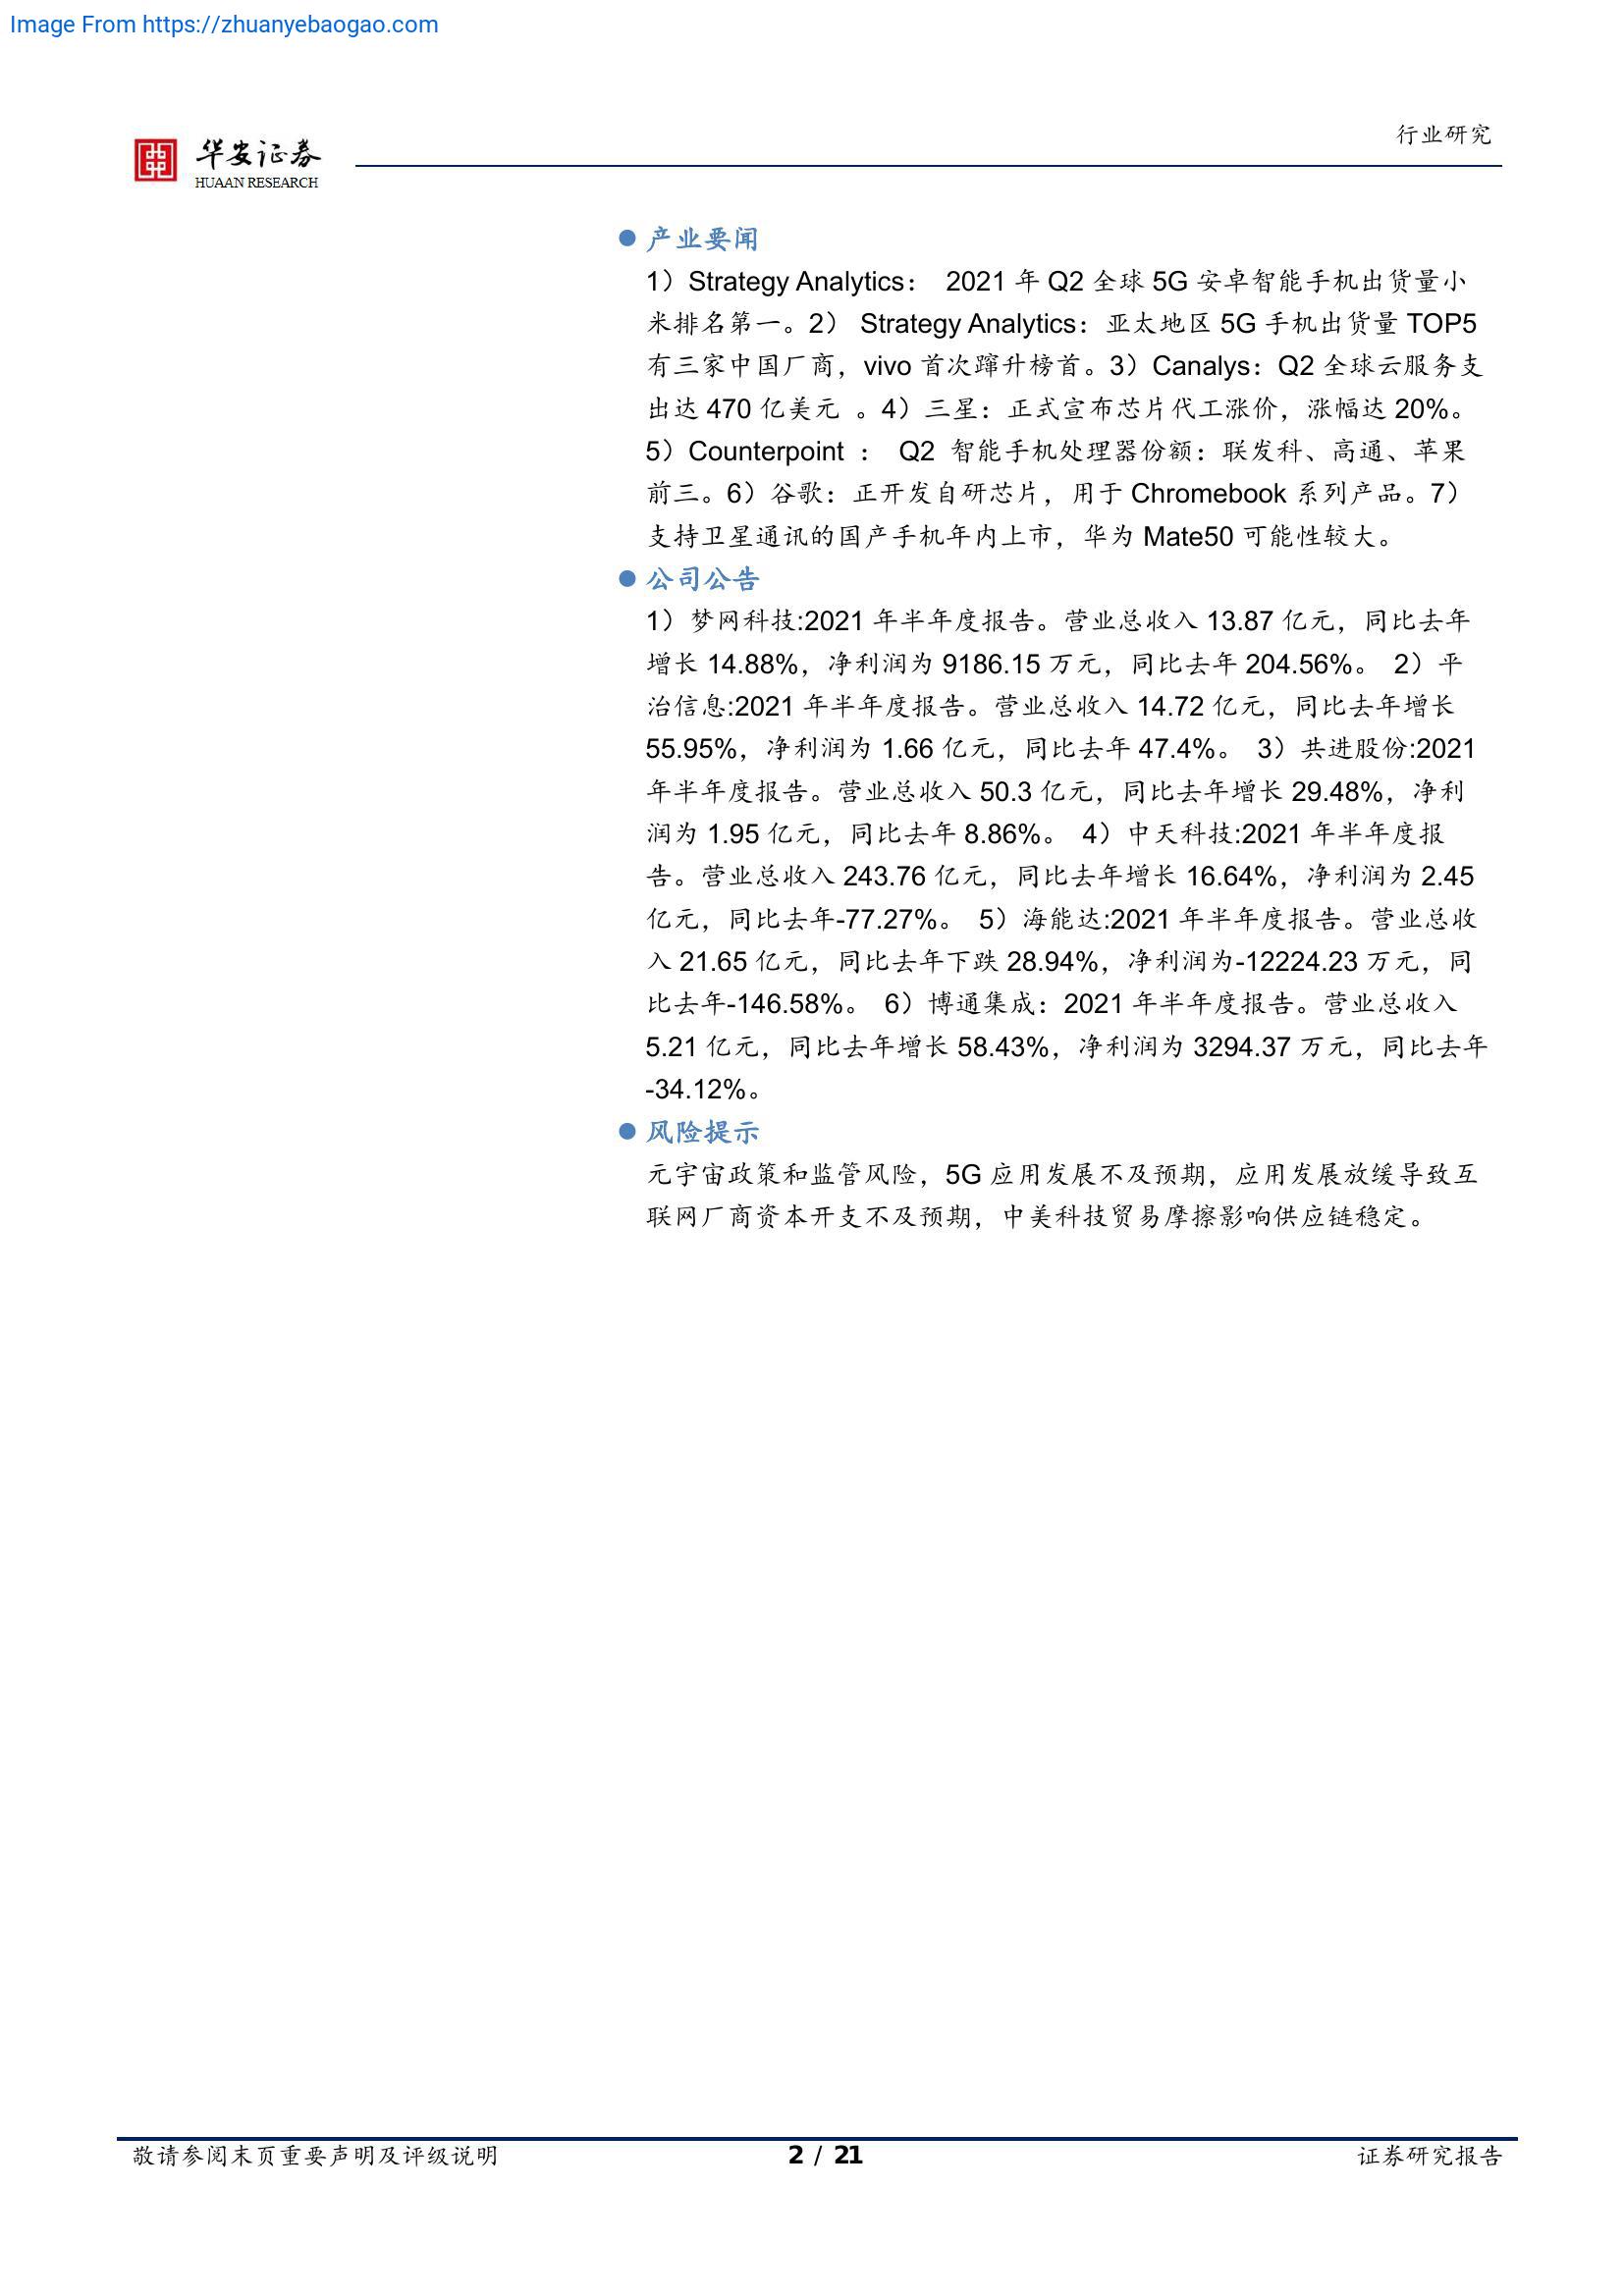 Image From https://zhuanyebaogao.com
华安证券
HUAAN RESEARCH
行业研究
产业要闻
1）Strategy Analytics： 2021 年 Q2 全球 5G 安卓智能手机出货量小
米排名第一。2） Strategy Analytics：亚太地区 5G 手机出货量 TOP5
有三家中国厂商，vivo 首次蹿升榜首。3）Canalys：Q2 全球云服务支
出达 470 亿美元 。4）三星：正式宣布芯片代工涨价，涨幅达 20%。
5）Counterpoint ： Q2 智能手机处理器份额：联发科、高通、苹果
前三。6）谷歌：正开发自研芯片，用于 Chromebook 系列产品。7）
支持卫星通讯的国产手机年内上市，华为 Mate50 可能性较大。
公司公告
1）梦网科技:2021 年半年度报告。营业总收入 13.87 亿元，同比去年
增长 14.88%，净利润为 9186.15 万元，同比去年 204.56%。 2）平
治信息:2021 年半年度报告。营业总收入 14.72 亿元，同比去年增长
55.95%，净利润为 1.66 亿元，同比去年 47.4%。 3）共进股份:2021
年半年度报告。营业总收入 50.3 亿元，同比去年增长 29.48%，净利
润为 1.95 亿元，同比去年 8.86%。 4）中天科技:2021 年半年度报
告。营业总收入 243.76 亿元，同比去年增长 16.64%，净利润为 2.45
亿元，同比去年-77.27%。 5）海能达:2021 年半年度报告。营业总收
入 21.65 亿元，同比去年下跌 28.94%，净利润为-12224.23 万元，同
比去年-146.58%。 6）博通集成：2021 年半年度报告。营业总收入
5.21 亿元，同比去年增长 58.43%，净利润为 3294.37 万元，同比去年
-34.12%。
风险提示
元宇宙政策和监管风险，5G 应用发展不及预期，应用发展放缓导致互
联网厂商资本开支不及预期，中美科技贸易摩擦影响供应链稳定。
敬请参阅末页重要声明及评级说明
2 / 21
证券研究报告